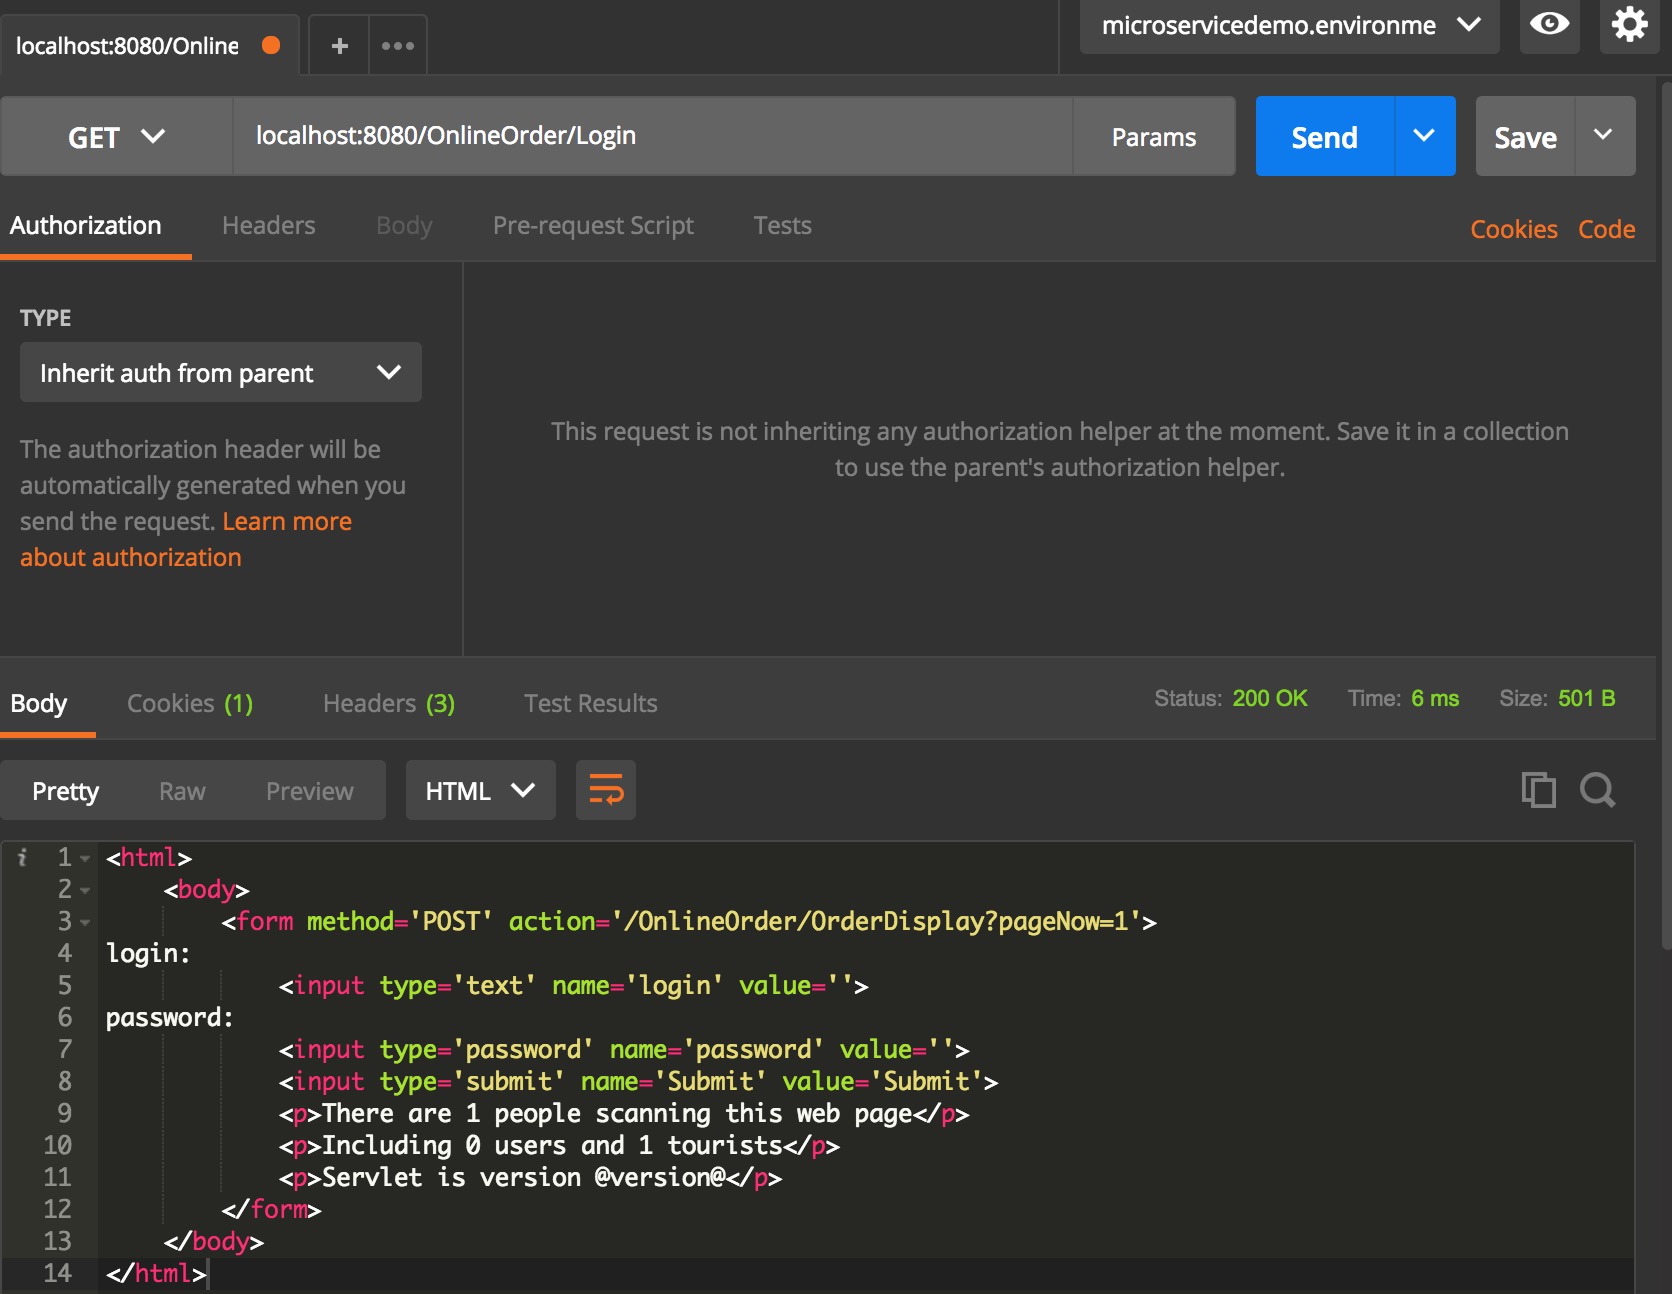 localhost:8080/Online
microservicedemo.environme
GET localhost:8080/OnlineOrder/Login Params Send Save
Authorization Headers Body Pre-request Script Tests Cookies Code
TYPE
Inherit auth from parent
The authorization header will be
automatically generated when you
send the request. Learn more
about authorization
This request is not inheriting any authorization helper at the moment. Save it in a collection
to use the parent's authorization helper.
Body Cookies (1) Headers (3) Test Results Status: 200 OK Time: 6 ms Size: 501 B
Pretty Raw Preview HTML
i 1 <html>
2 <body>
3 <form method='POST' action='/OnlineOrder/OrderDisplay?pageNow=1'>
4 login:
5 <input type='text' name='login' value=''>
6 password:
7 <input type='password' name='password' value=''>
8 <input type='submit' name='Submit' value='Submit'>
9 <p>There are 1 people scanning this web page</p>
10 <p>Including 0 users and 1 tourists</p>
11 <p>Servlet is version @version@</p>
12 </form>
13 </body>
14 </html>